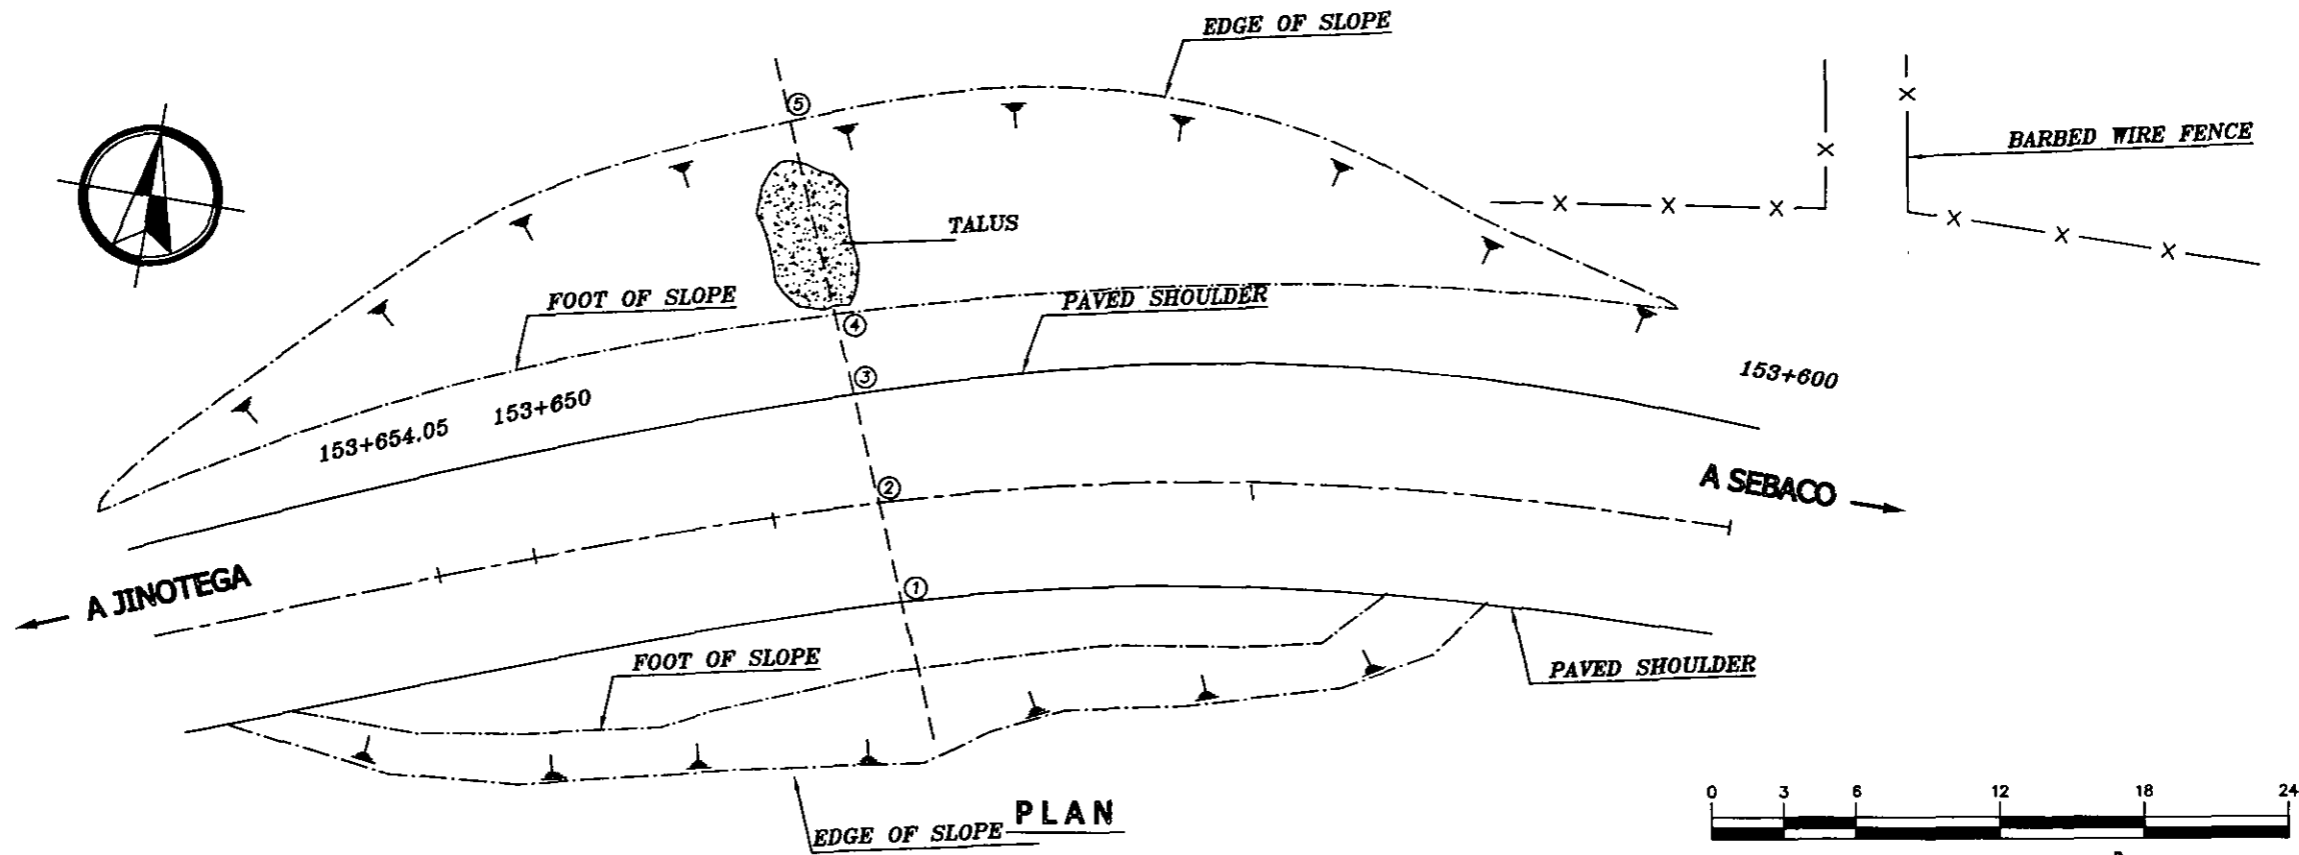 EDGE OF SLOPE
⑤
BARBED WIRE FENCE
TALUS
FOOT OF SLOPE
PAVED SHOULDER
④
③
153+600
153+650
153+654.05
A SEBACO
②
①
A JINOTEGA
FOOT OF SLOPE
PAVED SHOULDER
0 3 6 12 18 24
PLAN
EDGE OF SLOPE